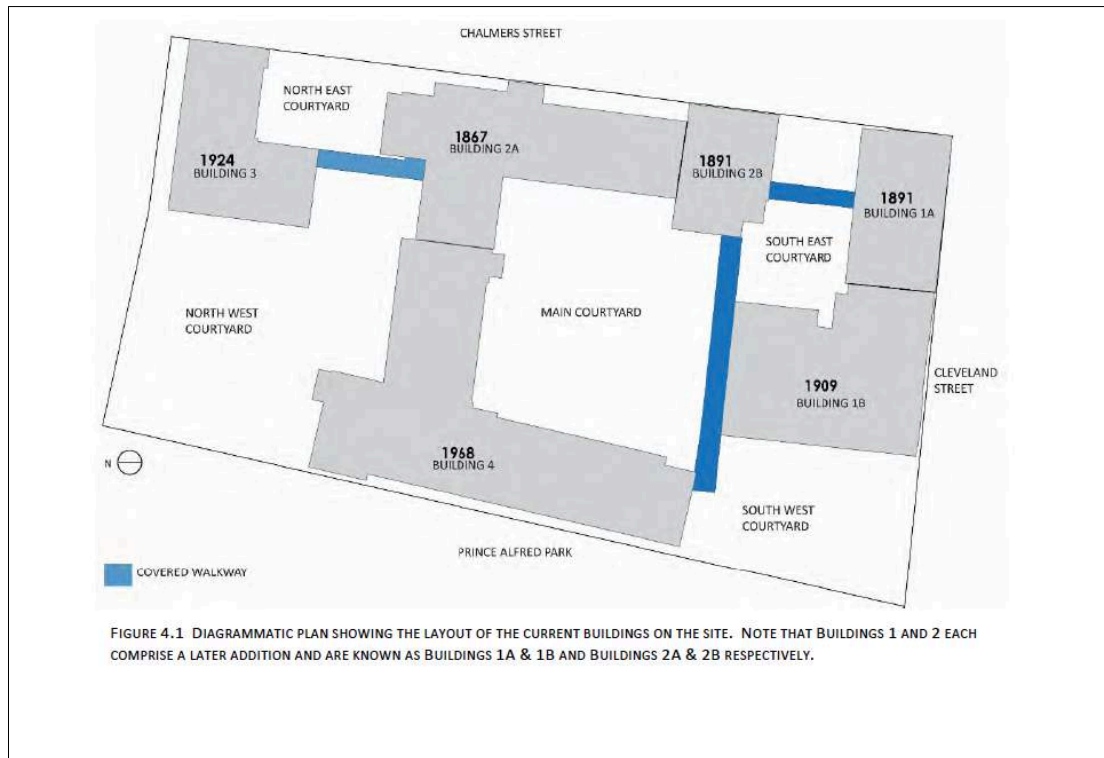 CHALMERS STREET
NORTH EAST
COURTYARD
1867
BUILDING 2A
1924
BUILDING 3
1891
BUILDING 2B
1891
BUILDING 1A
SOUTH EAST
COURTYARD
NORTH WEST
COURTYARD
MAIN COURTYARD
CLEVELAND
STREET
1909
BUILDING 1B
N
1968
BUILDING 4
SOUTH WEST
COURTYARD
PRINCE ALFRED PARK
COVERED WALKWAY
FIGURE 4.1 DIAGRAMMATIC PLAN SHOWING THE LAYOUT OF THE CURRENT BUILDINGS ON THE SITE. NOTE THAT BUILDINGS 1 AND 2 EACH
COMPRISE A LATER ADDITION AND ARE KNOWN AS BUILDINGS 1A & 1B AND BUILDINGS 2A & 2B RESPECTIVELY.